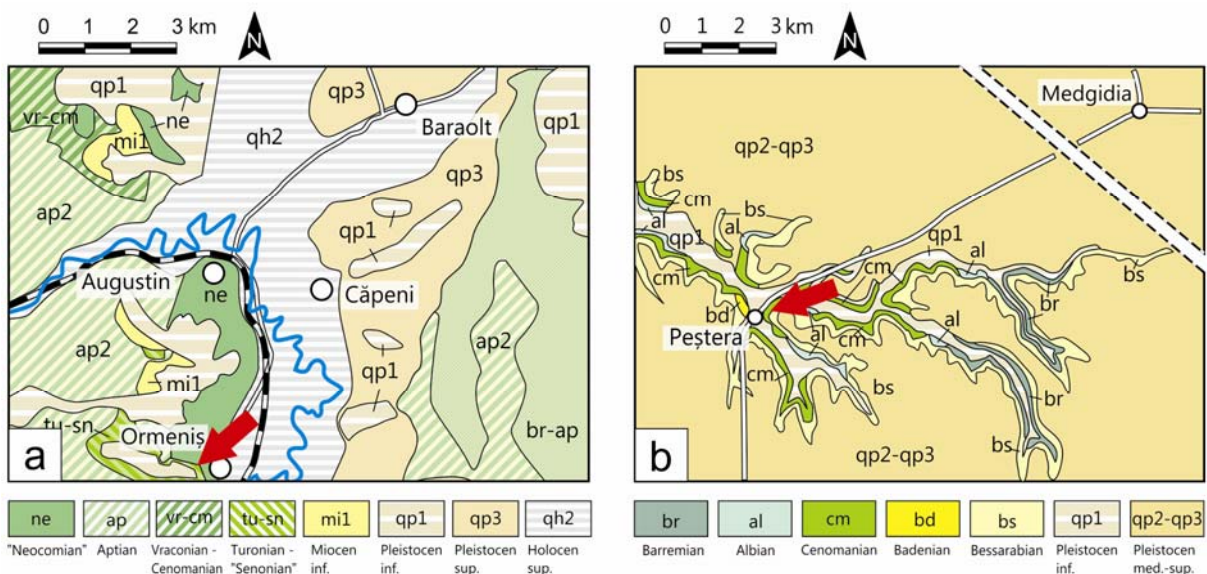 0 1 2 3 km
N
qp1
vr-cm
ne
mi1
qh2
qp3
Baraolt
qp1
ap2
qp3
qp1
Augustin
ne
Căpeni
ap2
mi1
ap2
qp1
tu-sn
Ormeniș
br-ap
a
ne
ap
vr-cm
tu-sn
mi1
qp1
qp3
qh2
"Neocomian"
Aptian
Vraconian -
Cenomanian
Turonian -
"Senonian"
Miocen
inf.
Pleistocen
inf.
Pleistocen
sup.
Holocen
sup.
0 1 2 3 km
N
Medgidia
qp2-qp3
bs
cm
al
bs
al
qp1
qp1
al
cm
cm
bs
bd
br
Peștera
al
cm
al
cm
bs
br
bs
qp2-qp3
b
br
al
cm
bd
bs
qp1
qp2-qp3
Barremian
Albian
Cenomanian
Badenian
Bessarabian
Pleistocen
inf.
Pleistocen
med.-sup.